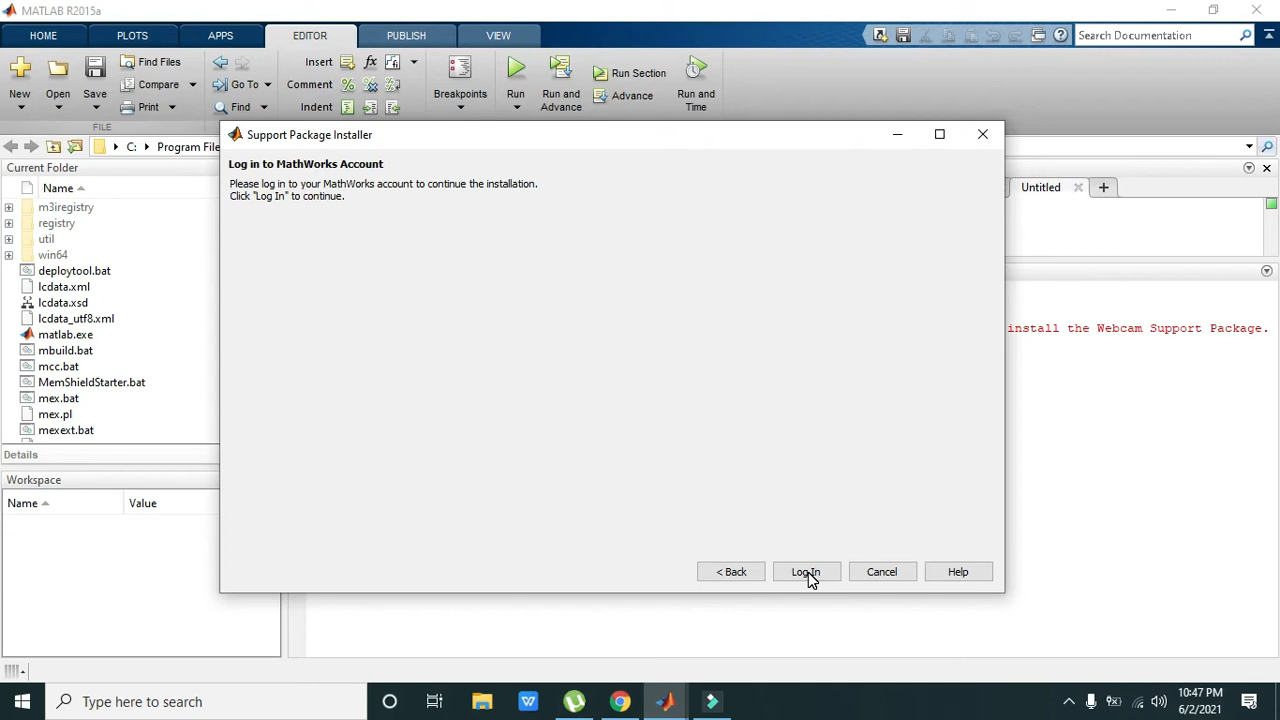 MATLAB R2015a
HOME PLOTS APPS EDITOR PUBLISH VIEW
Search Documentation
New Open Save Find Files Compare Print
Go To Find
Insert fx
Comment
Indent
Breakpoints
Run
Run and Advance
Run Section
Advance
Run and Time
FILE
C: Program File
Current Folder
Name
m3iregistry
registry
util
win64
deploytool.bat
lcdata.xml
lcdata.xsd
lcdata_utf8.xml
matlab.exe
mbuild.bat
mcc.bat
MemShieldStarter.bat
mex.bat
mex.pl
mexext.bat
Details
Workspace
Name Value
Support Package Installer
Log in to MathWorks Account
Please log in to your MathWorks account to continue the installation.
Click "Log In" to continue.
< Back Log In Cancel Help
Untitled
install the Webcam Support Package.
Type here to search
10:47 PM
6/2/2021